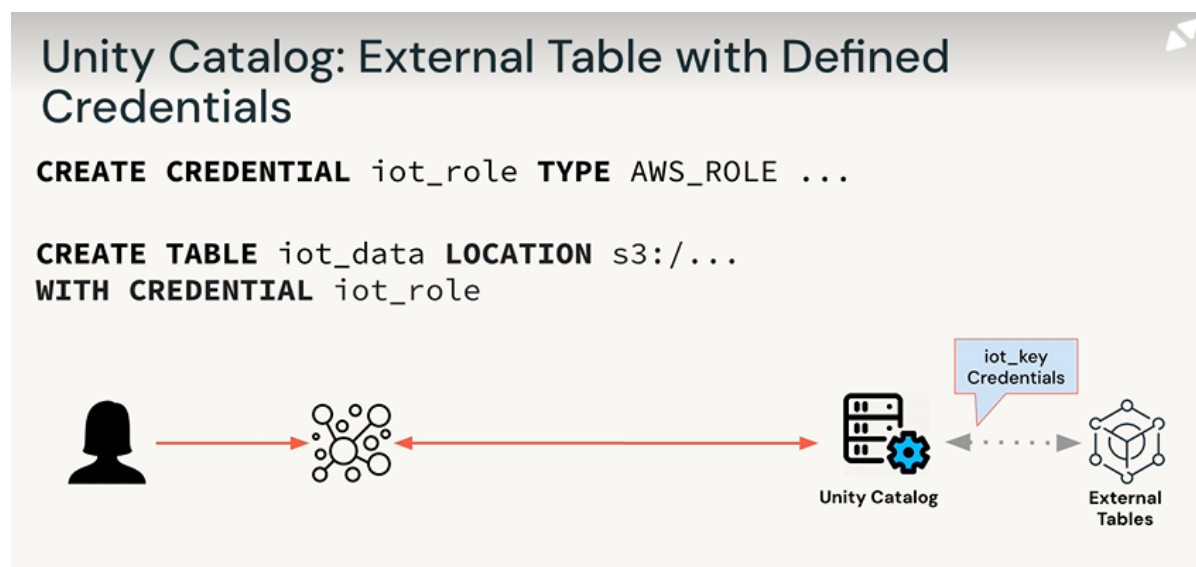 Unity Catalog: External Table with Defined
Credentials
CREATE CREDENTIAL iot_role TYPE AWS_ROLE ...
CREATE TABLE iot_data LOCATION s3:/...
WITH CREDENTIAL iot_role
iot_key
Credentials
Unity Catalog
External
Tables